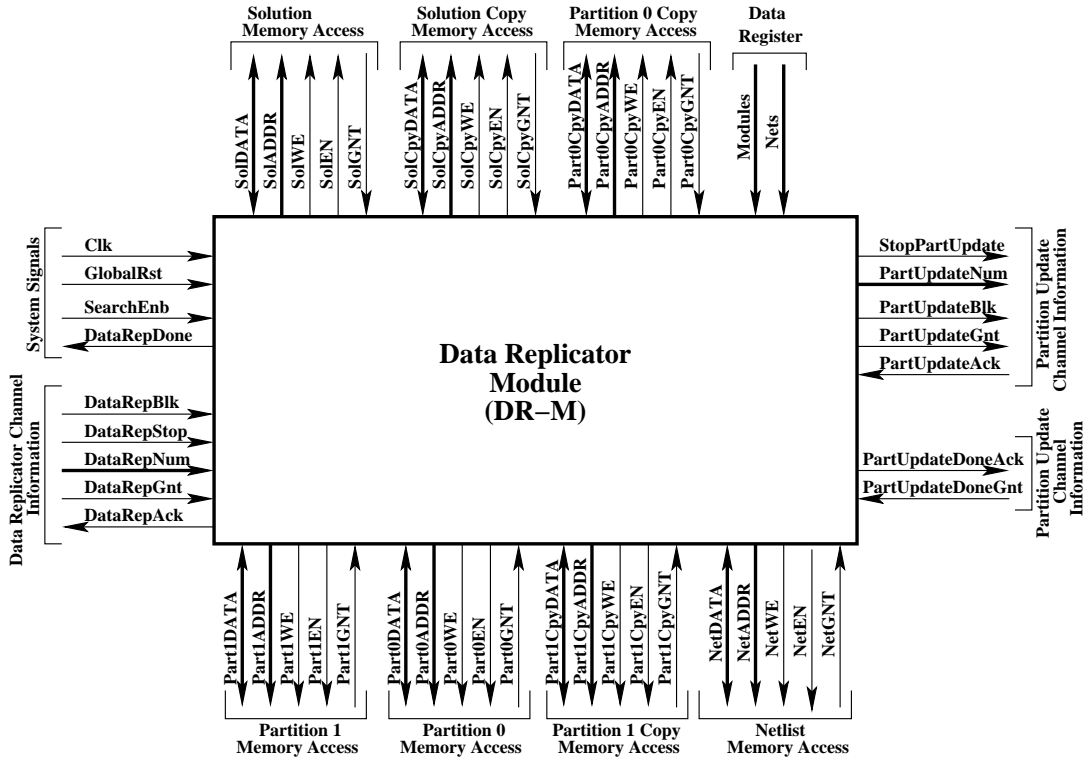 Solution
Memory Access
Solution Copy
Memory Access
Partition 0 Copy
Memory Access
Data
Register
SolDATA
SolADDR
SolWE
SolEN
SolGNT
SolCpyDATA
SolCpyADDR
SolCpyWE
SolCpyEN
SolCpyGNT
Part0CpyDATA
Part0CpyADDR
Part0CpyWE
Part0CpyEN
Part0CpyGNT
Modules
Nets
System Signals
Clk
GlobalRst
SearchEnb
DataRepDone
Data Replicator Channel
Information
DataRepBlk
DataRepStop
DataRepNum
DataRepGnt
DataRepAck
Data Replicator
Module
(DR−M)
StopPartUpdate
PartUpdateNum
PartUpdateBlk
PartUpdateGnt
PartUpdateAck
Partition Update
Channel Information
PartUpdateDoneAck
PartUpdateDoneGnt
Partition Update
Channel
Information
Part1DATA
Part1ADDR
Part1WE
Part1EN
Part1GNT
Part0DATA
Part0ADDR
Part0WE
Part0EN
Part0GNT
Part1CpyDATA
Part1CpyADDR
Part1CpyWE
Part1CpyEN
Part1CpyGNT
NetDATA
NetADDR
NetWE
NetEN
NetGNT
Partition 1
Memory Access
Partition 0
Memory Access
Partition 1 Copy
Memory Access
Netlist
Memory Access